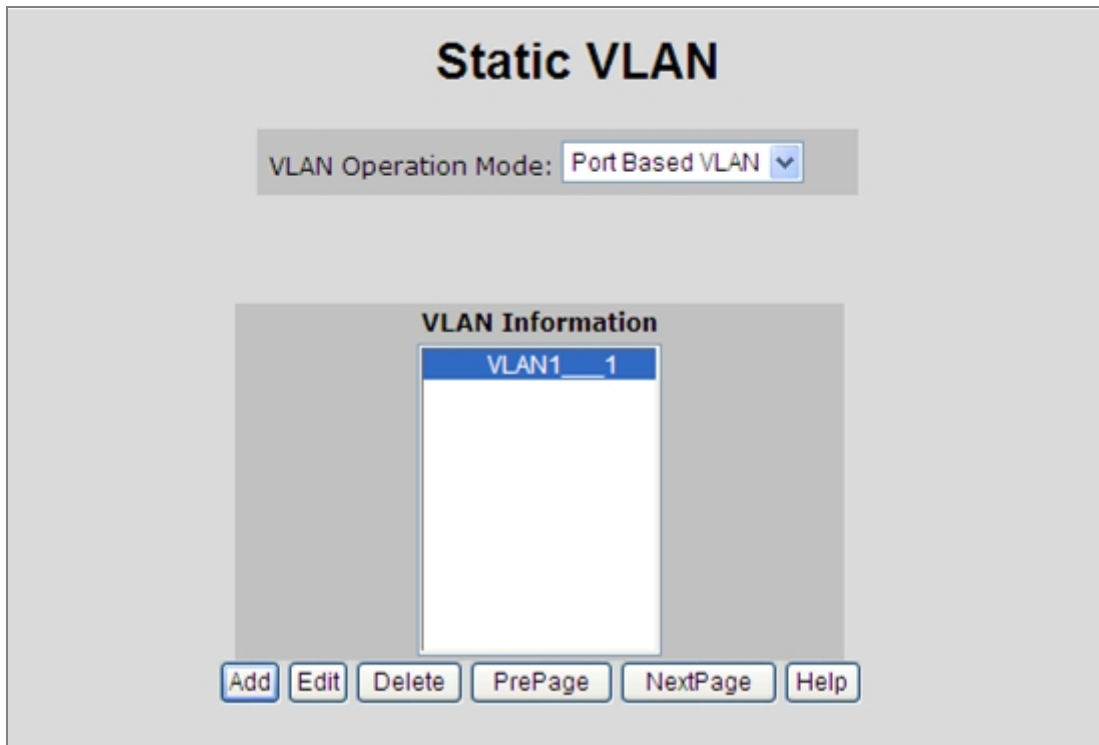 Static VLAN
VLAN Operation Mode: Port Based VLAN
VLAN Information
VLAN1___1
Add Edit Delete PrePage NextPage Help